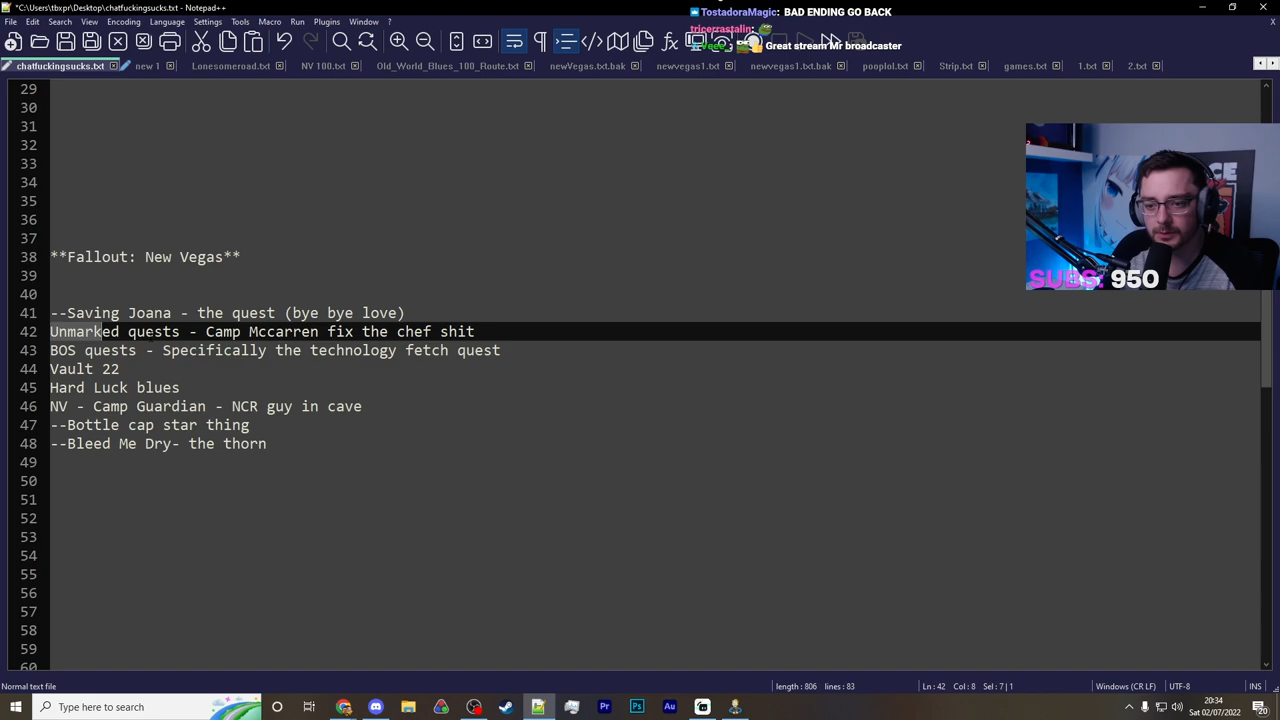 *C:\Users\tbxpr\Desktop\chatfuckingsucks.txt - Notepad++
TostadoraMagic: BAD ENDING GO BACK
File Edit Search View Encoding Language Settings Tools Macro Run Plugins Window ?
tricerrastalin:
Great stream Mr broadcaster
chatfuckingsucks.txt new 1 Lonesomeroad.txt NV 100.txt Old_World_Blues_100_Route.txt newVegas.txt.bak newvegas1.txt newvegas1.txt.bak pooplol.txt Strip.txt games.txt 1.txt 2.txt
29
30
31
32
33
34
35
36
37
38 **Fallout: New Vegas**
39
40
41 --Saving Joana - the quest (bye bye love)
42 Unmarked quests - Camp Mccarren fix the chef shit
43 BOS quests - Specifically the technology fetch quest
44 Vault 22
45 Hard Luck blues
46 NV - Camp Guardian - NCR guy in cave
47 --Bottle cap star thing
48 --Bleed Me Dry- the thorn
49
50
51
52
53
54
55
56
57
58
59
60
SUBS: 950
Normal text file length : 806 lines : 83 Ln : 42 Col : 8 Sel : 7 | 1 Windows (CR LF) UTF-8 INS
Type here to search
Pr Ps Au
20:34
Sat 02/07/2022
20